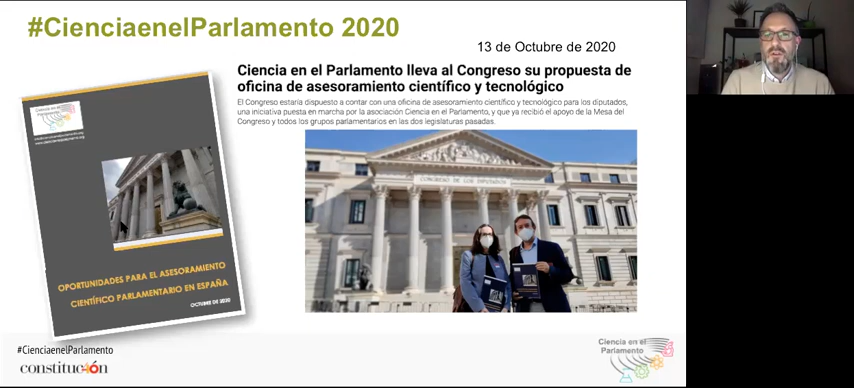 #CienciaenelParlamento 2020
13 de Octubre de 2020
Ciencia en el Parlamento lleva al Congreso su propuesta de
oficina de asesoramiento científico y tecnológico
El Congreso estaría dispuesto a contar con una oficina de asesoramiento científico y tecnológico para los diputados,
una iniciativa puesta en marcha por la asociación Ciencia en el Parlamento, y que ya recibió el apoyo de la Mesa del
Congreso y todos los grupos parlamentarios en las dos legislaturas pasadas.
Ciencia en el
Parlamento
OPORTUNIDADES PARA EL ASESORAMIENTO
CIENTÍFICO PARLAMENTARIO EN ESPAÑA
OCTUBRE DE 2020
CONGRESO DE LOS DIPUTADOS
#CienciaenelParlamento
constitución
Ciencia en el
Parlamento